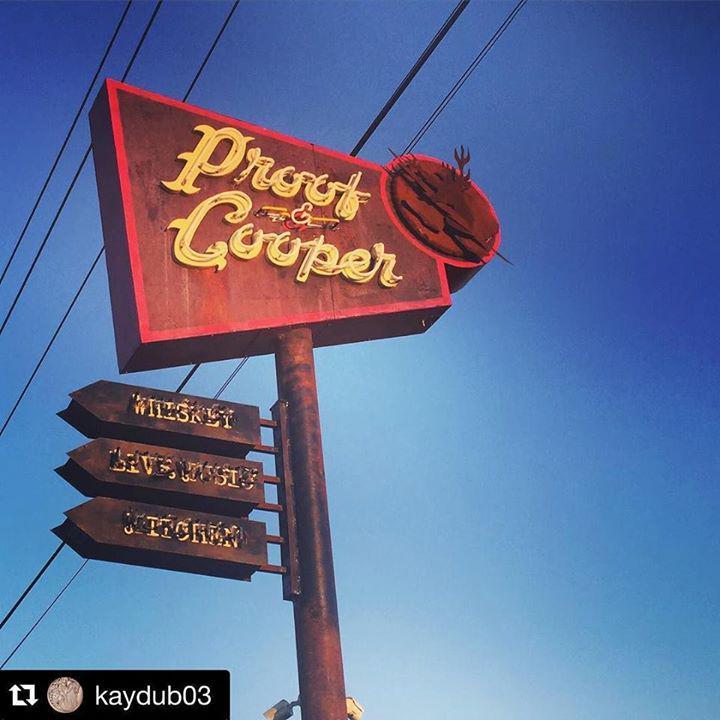 Proof
&
Cooper
WHISKEY
LIVE MUSIC
KITCHEN
kaydub03